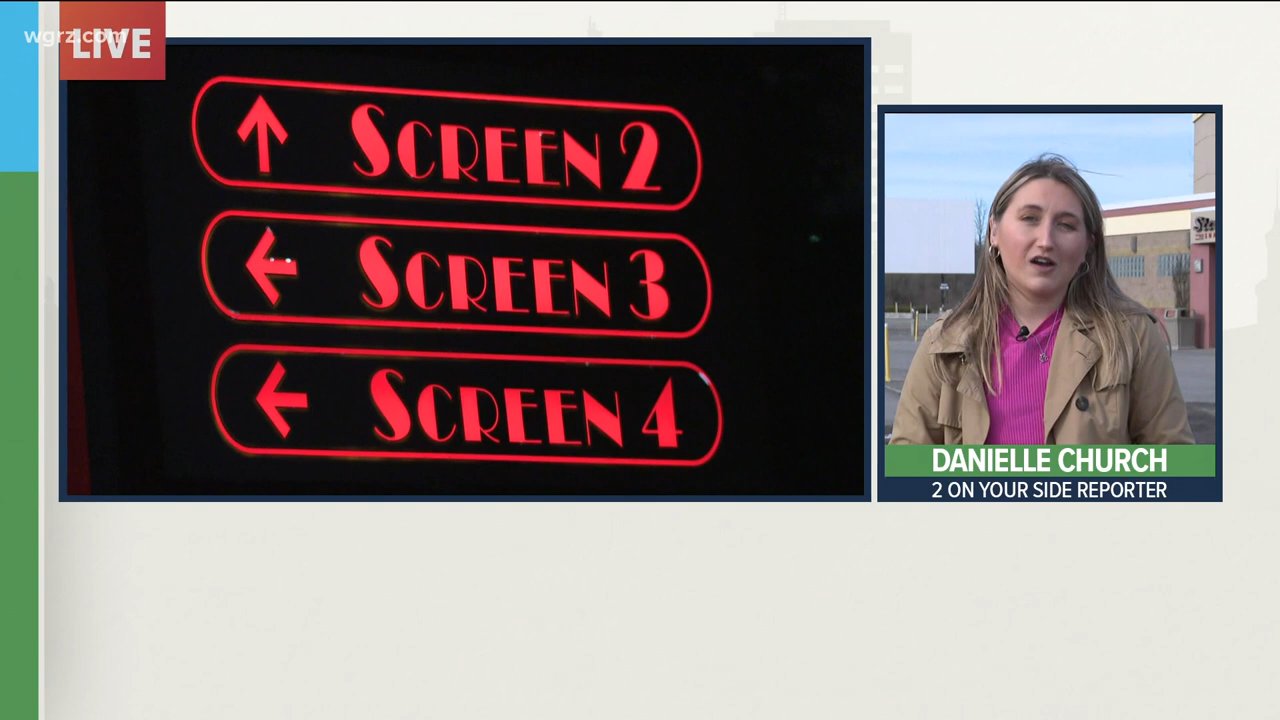 wgrz.com
LIVE
SCREEN 2
SCREEN 3
SCREEN 4
DANIELLE CHURCH
2 ON YOUR SIDE REPORTER